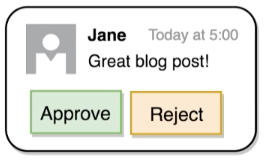 Jane Today at 5:00
Great blog post!
Approve Reject